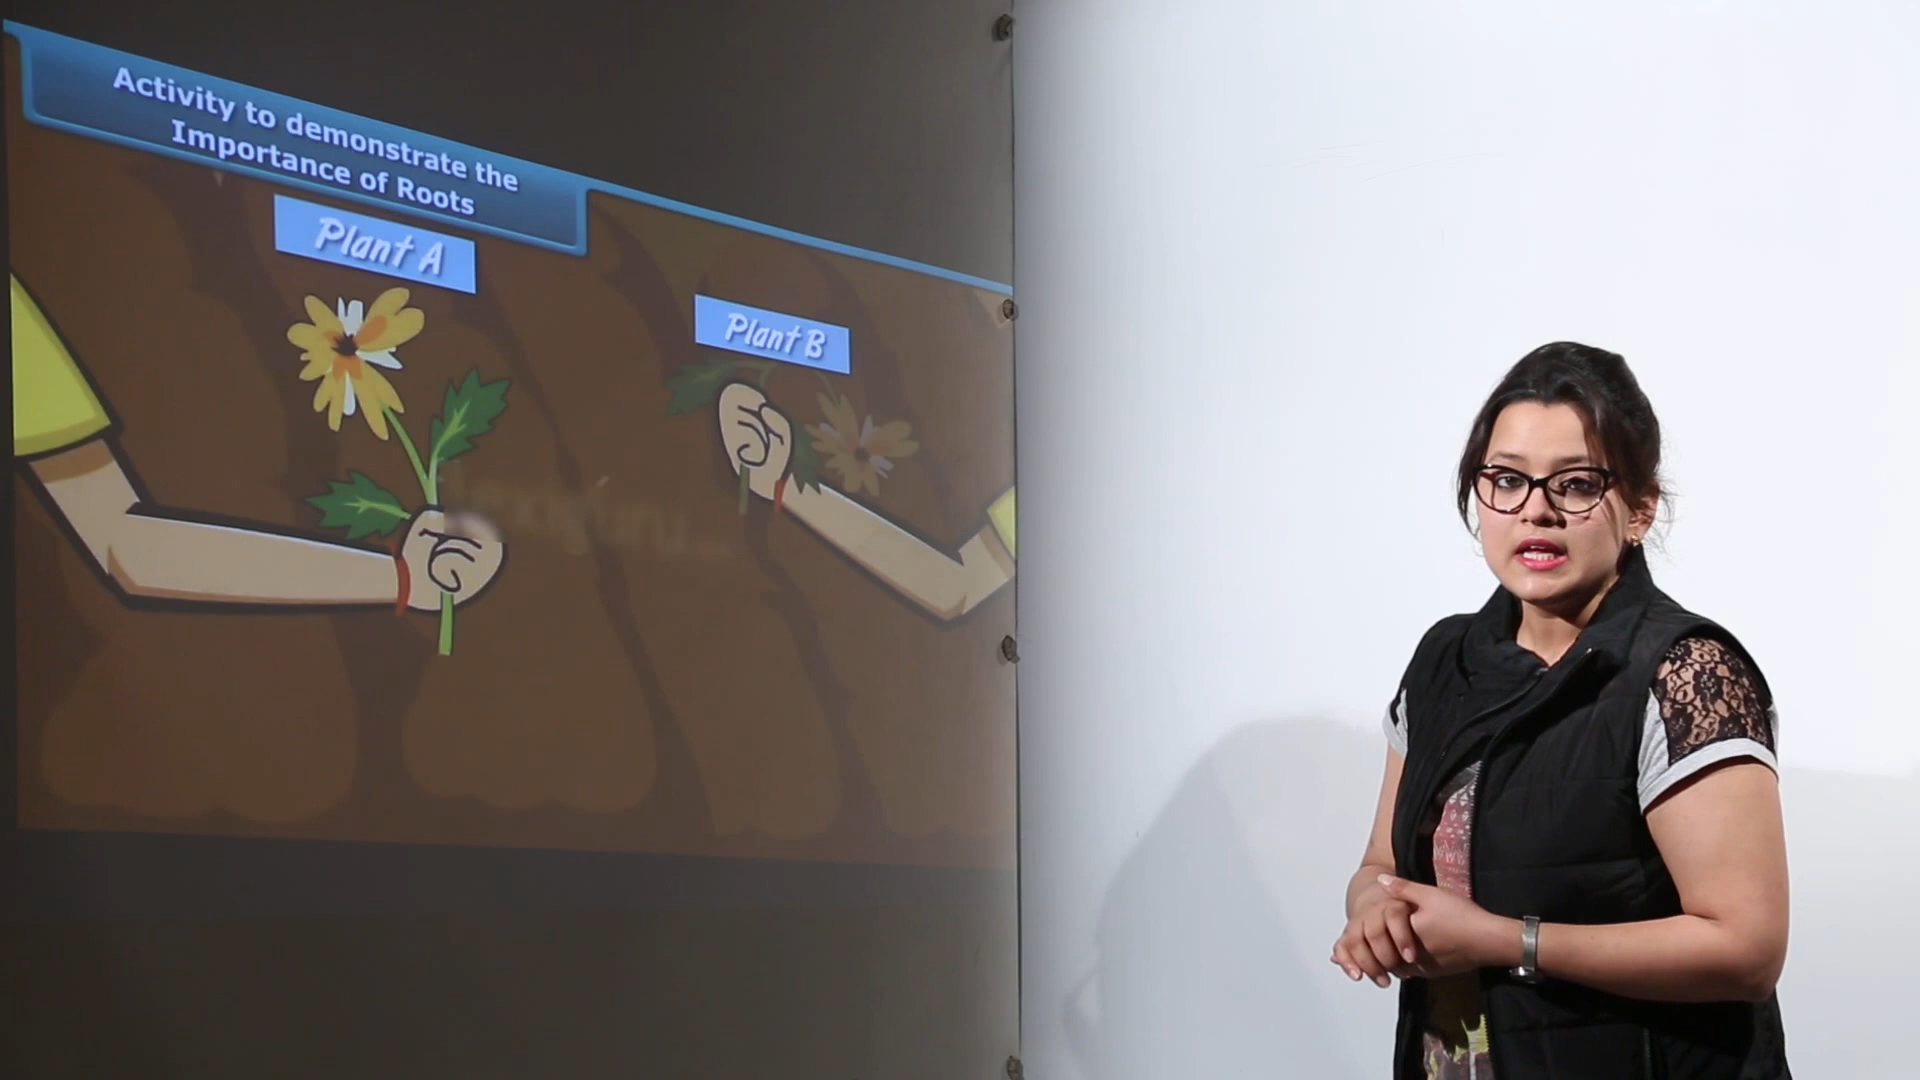 Activity to demonstrate the
Importance of Roots
Plant A
Plant B